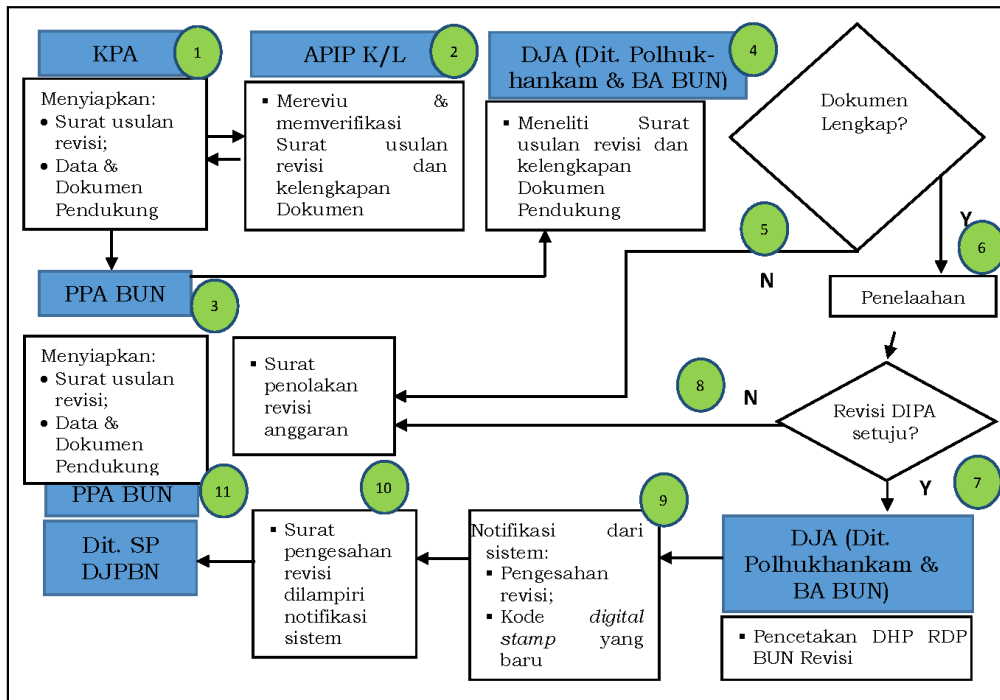 KPA
1
Menyiapkan:
• Surat usulan
revisi;
• Data &
Dokumen
Pendukung
APIP K/L
2
▪ Mereviu &
memverifikasi
Surat usulan
revisi dan
kelengkapan
Dokumen
PPA BUN
3
Menyiapkan:
• Surat usulan
revisi;
• Data &
Dokumen
Pendukung
DJA (Dit. Polhuk-
hankam & BA BUN)
4
▪ Meneliti Surat
usulan revisi dan
kelengkapan
Dokumen
Pendukung
Dokumen
Lengkap?
5
N
Y
6
Penelaahan
▪ Surat
penolakan
revisi
anggaran
8
N
Revisi DIPA
setuju?
Y
7
DJA (Dit.
Polhukhankam &
BA BUN)
▪ Pencetakan DHP RDP
BUN Revisi
9
Notifikasi dari
sistem:
▪ Pengesahan
revisi;
▪ Kode digital
stamp yang
baru
10
▪ Surat
pengesahan
revisi
dilampiri
notifikasi
sistem
PPA BUN
11
Dit. SP
DJPBN